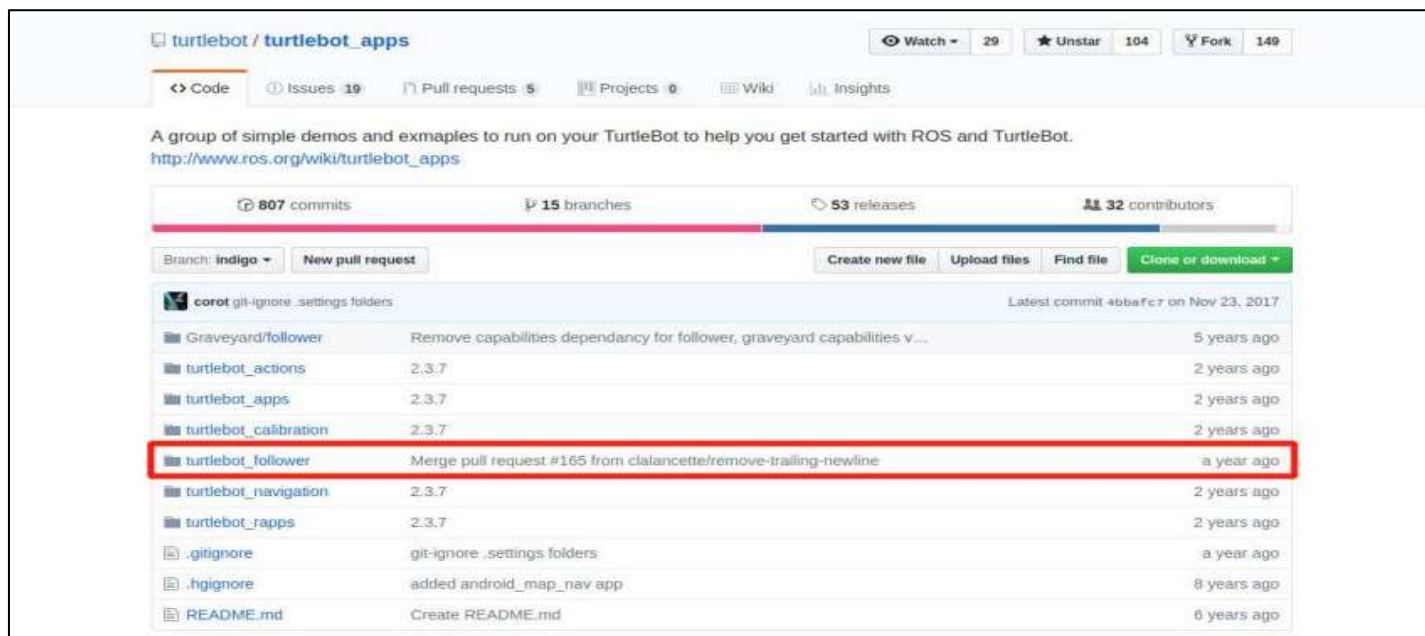 turtlebot / turtlebot_apps
Watch 29 Unstar 104 Fork 149
Code Issues 19 Pull requests 5 Projects 0 Wiki Insights
A group of simple demos and exmaples to run on your TurtleBot to help you get started with ROS and TurtleBot.
http://www.ros.org/wiki/turtlebot_apps
807 commits 15 branches 53 releases 32 contributors
Branch: indigo New pull request Create new file Upload files Find file Clone or download
corot git-ignore .settings folders Latest commit 4bbafc7 on Nov 23, 2017
Graveyard/follower Remove capabilities dependancy for follower, graveyard capabilities v... 5 years ago
turtlebot_actions 2.3.7 2 years ago
turtlebot_apps 2.3.7 2 years ago
turtlebot_calibration 2.3.7 2 years ago
turtlebot_follower Merge pull request #165 from clalancette/remove-trailing-newline a year ago
turtlebot_navigation 2.3.7 2 years ago
turtlebot_rapps 2.3.7 2 years ago
.gitignore git-ignore .settings folders a year ago
.hgignore added android_map_nav app 8 years ago
README.md Create README.md 6 years ago